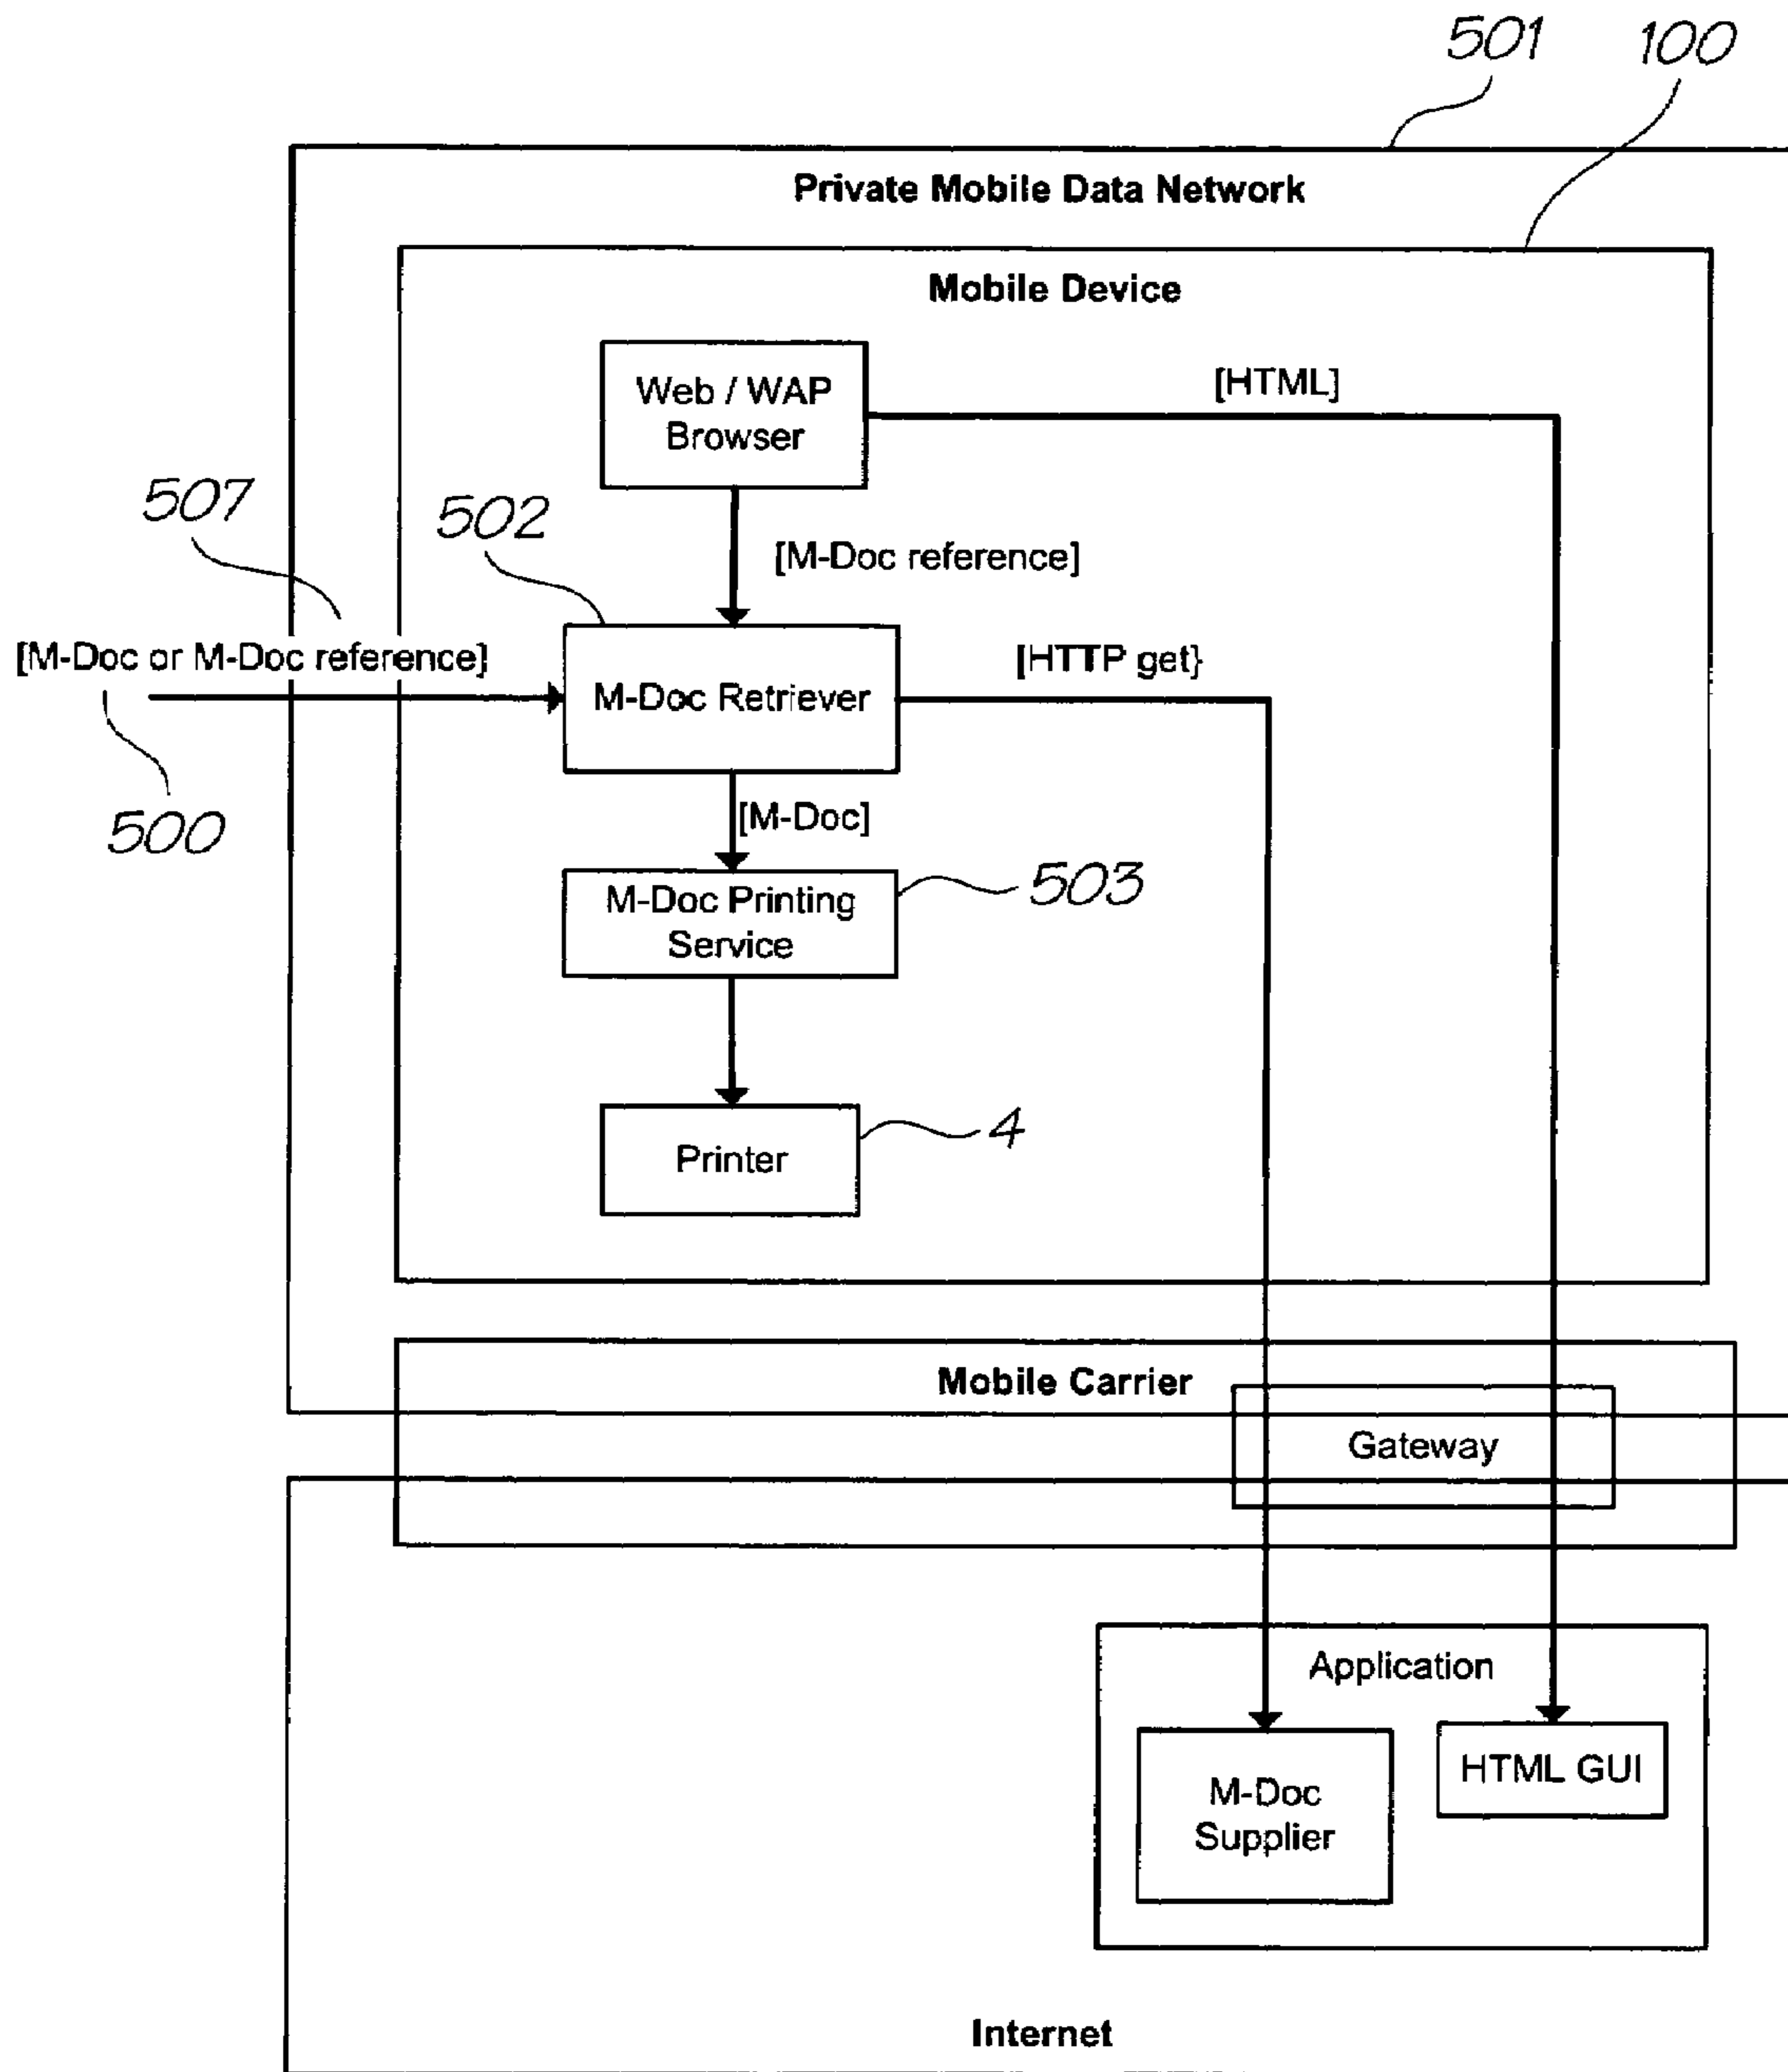 501
100
Private Mobile Data Network
Mobile Device
Web / WAP
Browser
[HTML]
507
502
[M-Doc reference]
[M-Doc or M-Doc reference]
[HTTP get}
M-Doc Retriever
500
[M-Doc]
M-Doc Printing
Service
503
Printer
4
Mobile Carrier
Gateway
Application
M-Doc
Supplier
HTML GUI
Internet